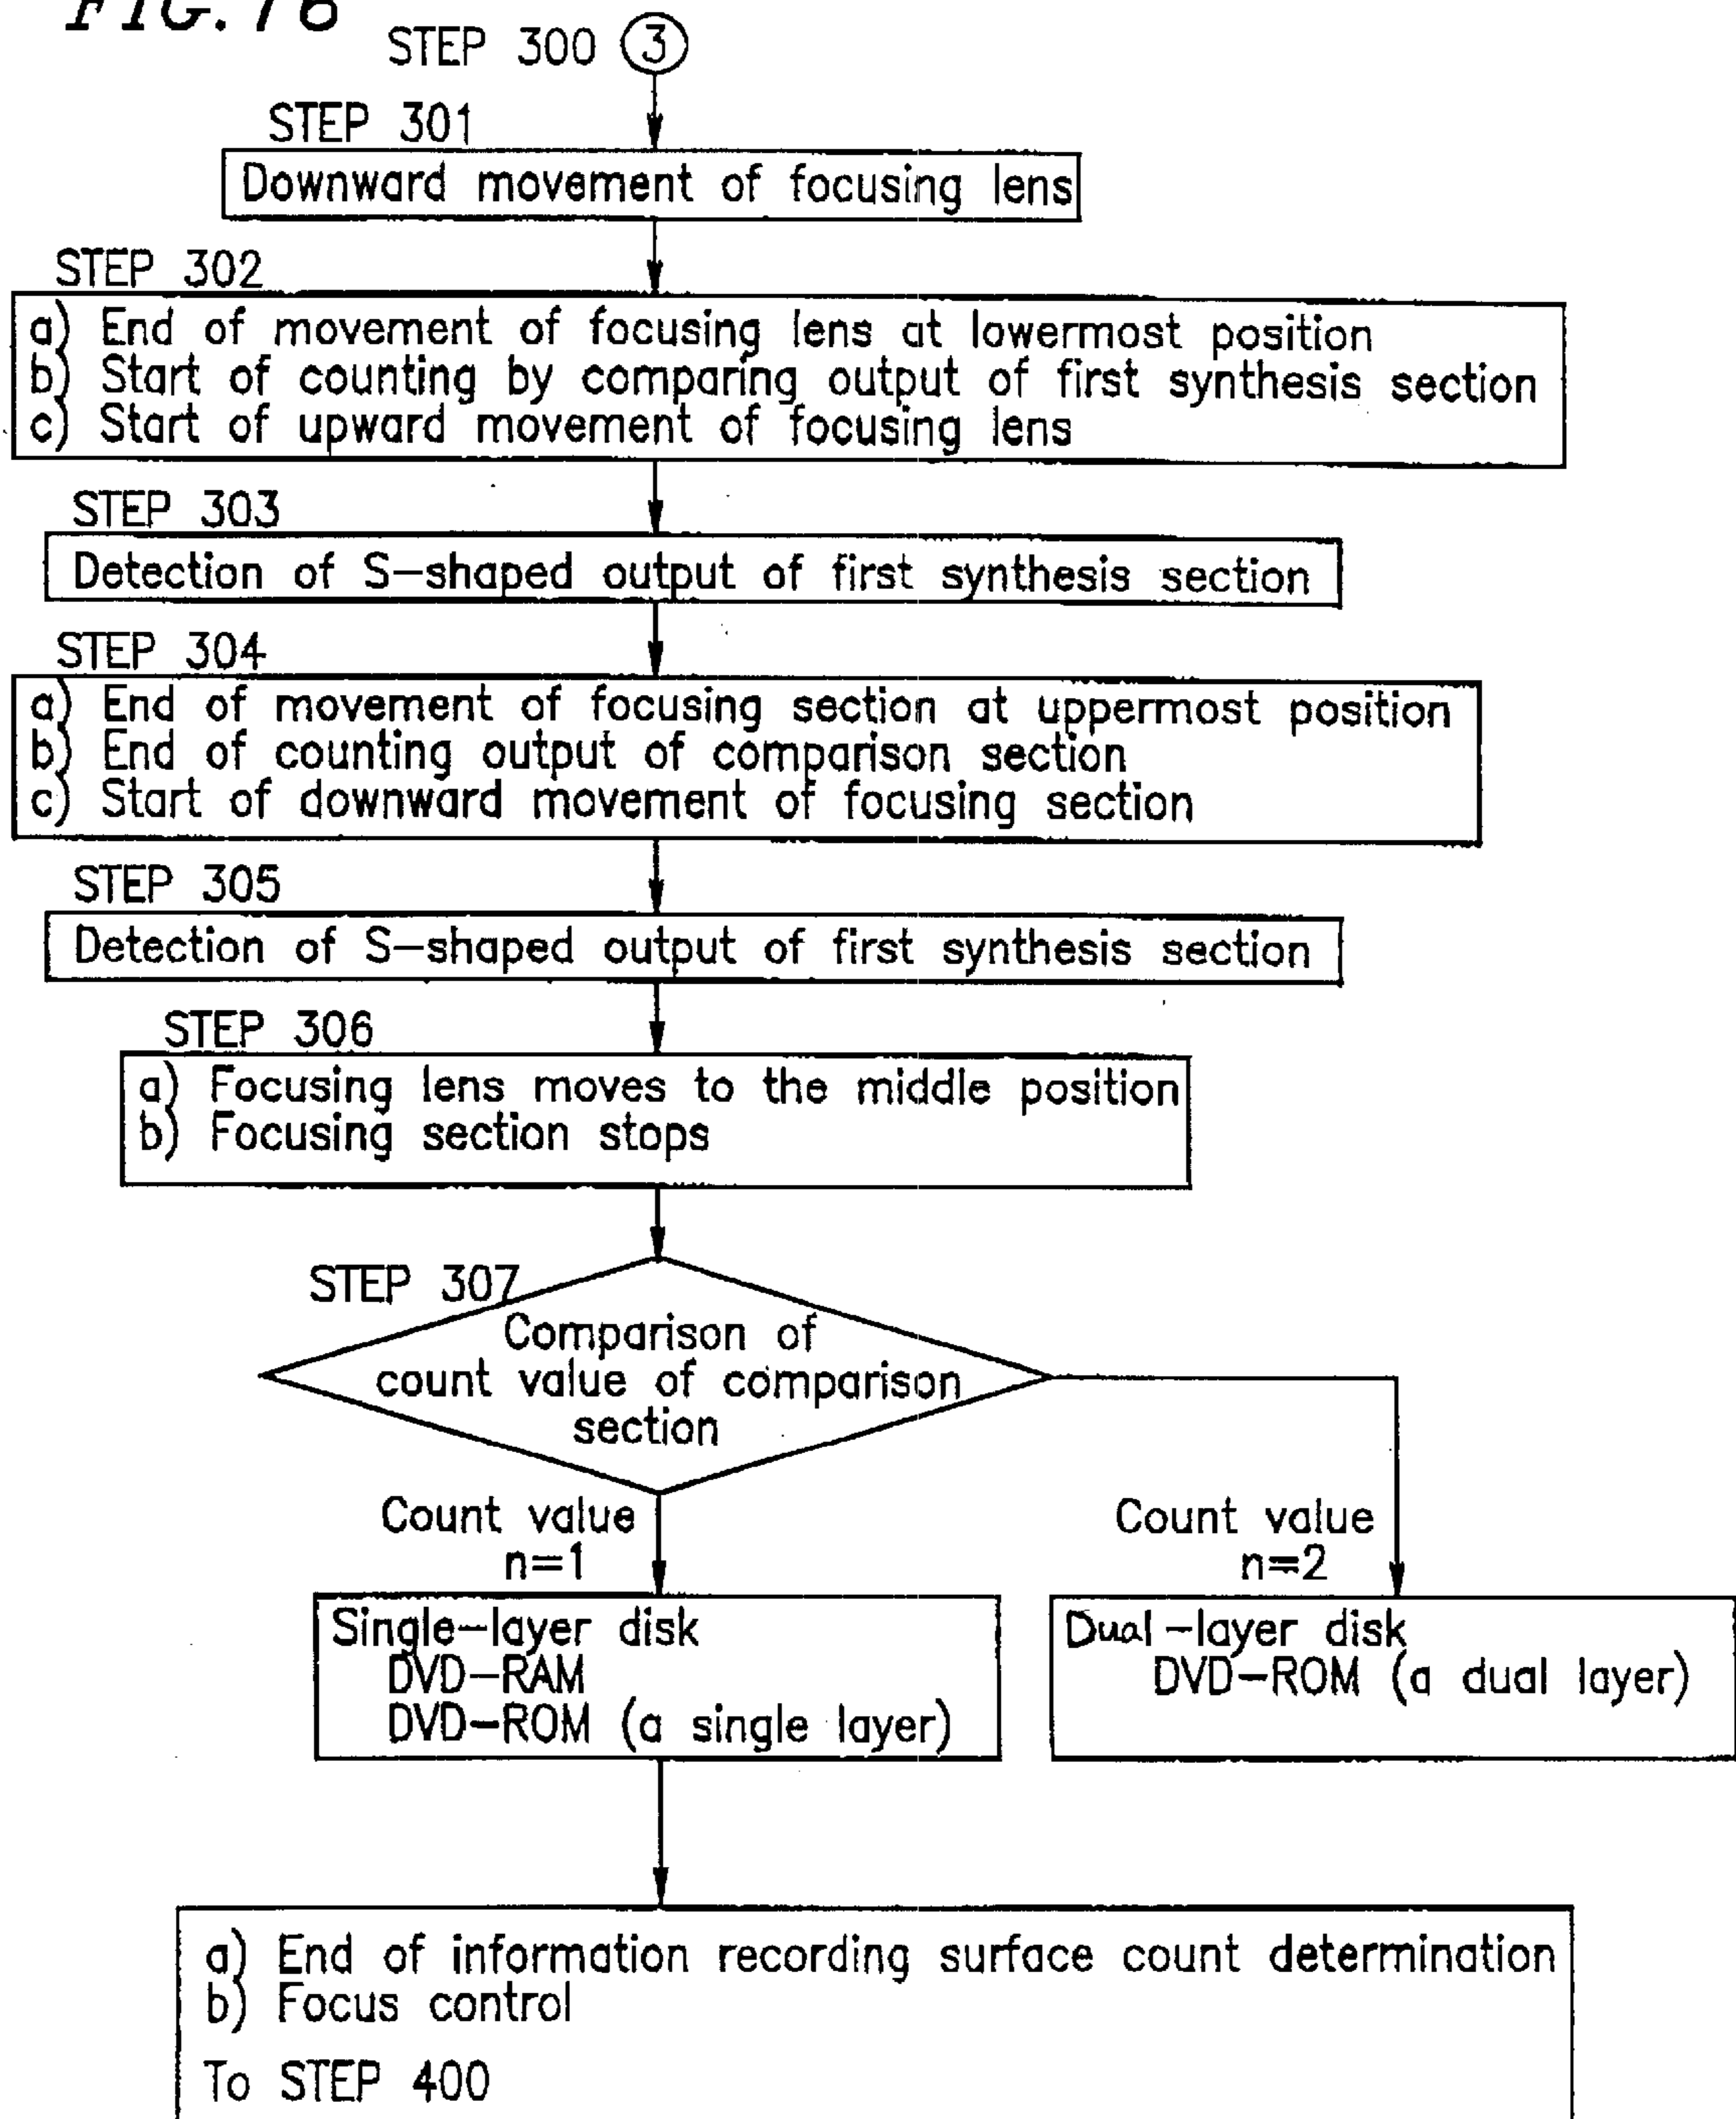 FIG. 76
STEP 300 3
STEP 301
Downward movement of focusing lens
STEP 302
a) End of movement of focusing lens at lowermost position
b) Start of counting by comparing output of first synthesis section
c) Start of upward movement of focusing lens
STEP 303
Detection of S-shaped output of first synthesis section
STEP 304
a) End of movement of focusing section at uppermost position
b) End of counting output of comparison section
c) Start of downward movement of focusing section
STEP 305
Detection of S-shaped output of first synthesis section
STEP 306
a) Focusing lens moves to the middle position
b) Focusing section stops
STEP 307
Comparison of
count value of comparison
section
Count value
n=1
Count value
n=2
Single-layer disk
DVD-RAM
DVD-ROM (a single layer)
Dual-layer disk
DVD-ROM (a dual layer)
a) End of information recording surface count determination
b) Focus control
To STEP 400